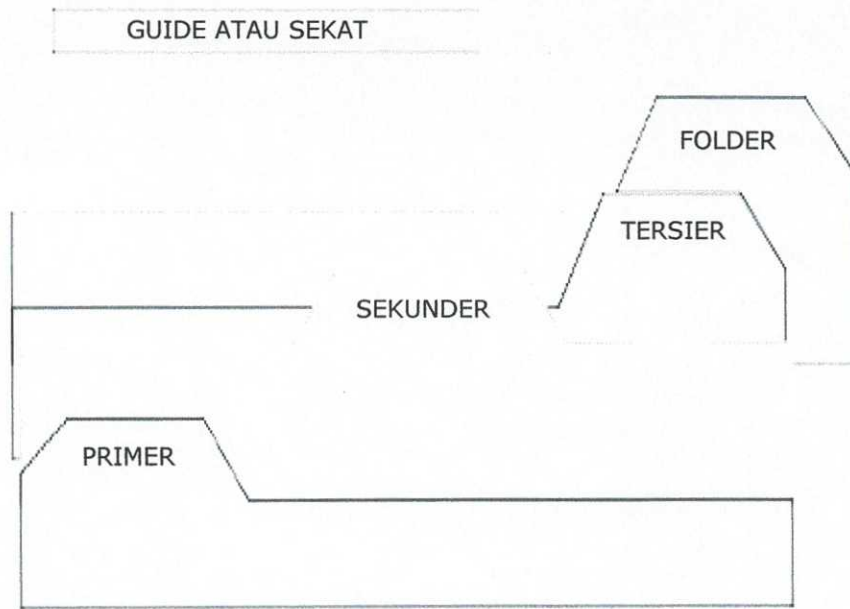 GUIDE ATAU SEKAT
FOLDER
TERSIER
SEKUNDER
PRIMER